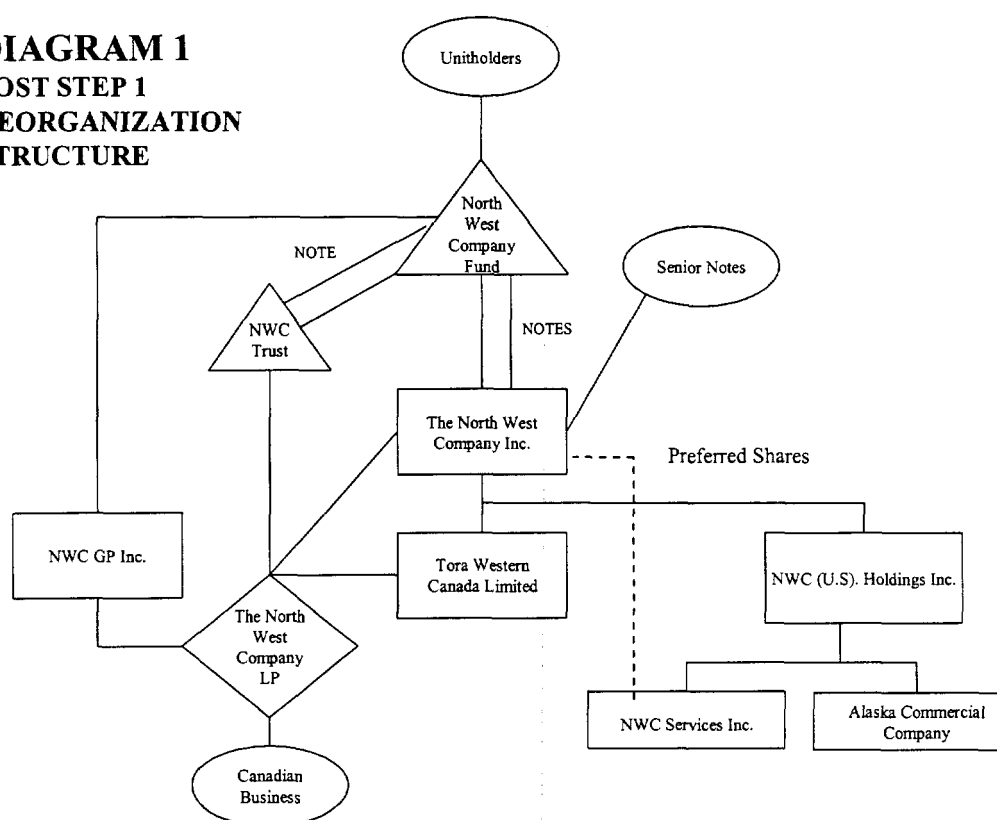 DIAGRAM 1
OST STEP 1
EORGANIZATION
TRUCTURE
Unitholders
North
West
Company
Fund
NOTE
Senior Notes
NWC
Trust
NOTES
The North West
Company Inc.
Preferred Shares
NWC GP Inc.
Tora Western
Canada Limited
NWC (U.S). Holdings Inc.
The North
West
Company
LP
NWC Services Inc.
Alaska Commercial
Company
Canadian
Business